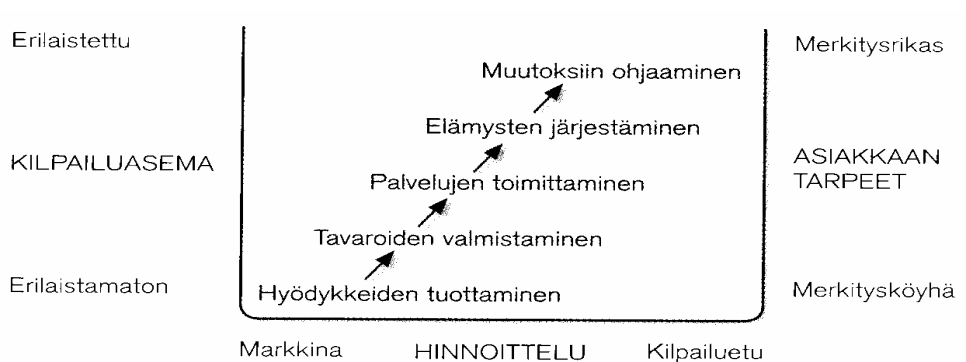 Erilaistettu
Merkitysrikas
Muutoksiin ohjaaminen
Elämysten järjestäminen
KILPAILUASEMA
ASIAKKAAN
TARPEET
Palvelujen toimittaminen
Tavaroiden valmistaminen
Erilaistamaton
Hyödykkeiden tuottaminen
Merkitysköyhä
Markkina HINNOITTELU Kilpailuetu